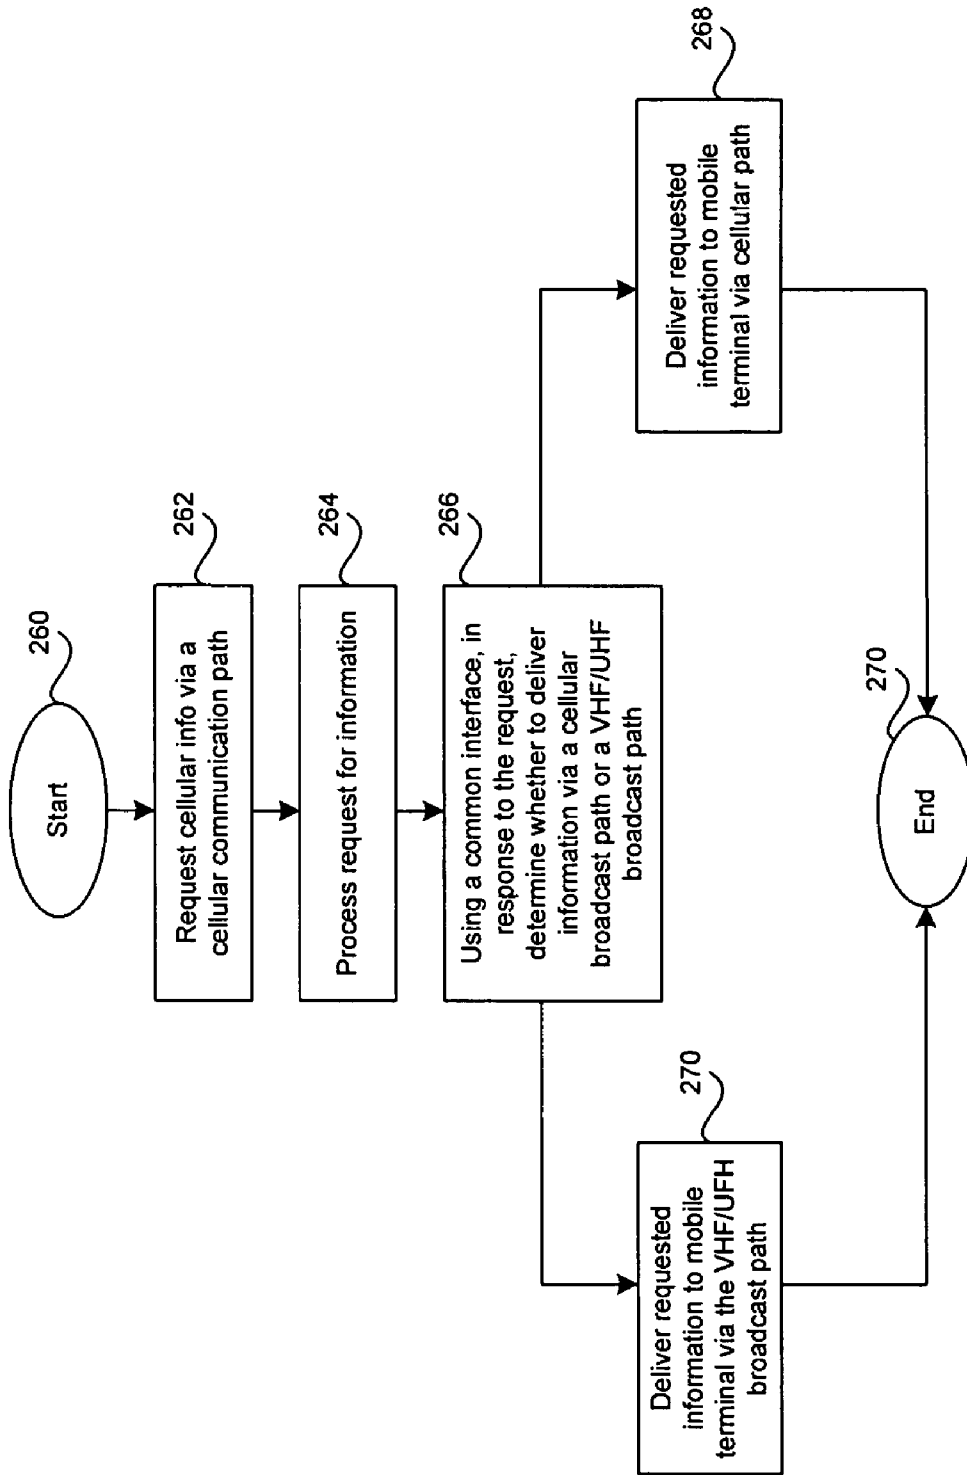 Start
260
Request cellular info via a
cellular communication path
262
Process request for information
264
Using a common interface, in
response to the request,
determine whether to deliver
information via a cellular
broadcast path or a VHF/UHF
broadcast path
266
Deliver requested
information to mobile
terminal via the VHF/UFH
broadcast path
270
Deliver requested
information to mobile
terminal via cellular path
268
End
270